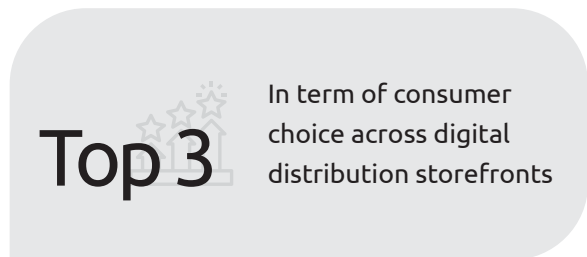 Top 3
In term of consumer
choice across digital
distribution storefronts